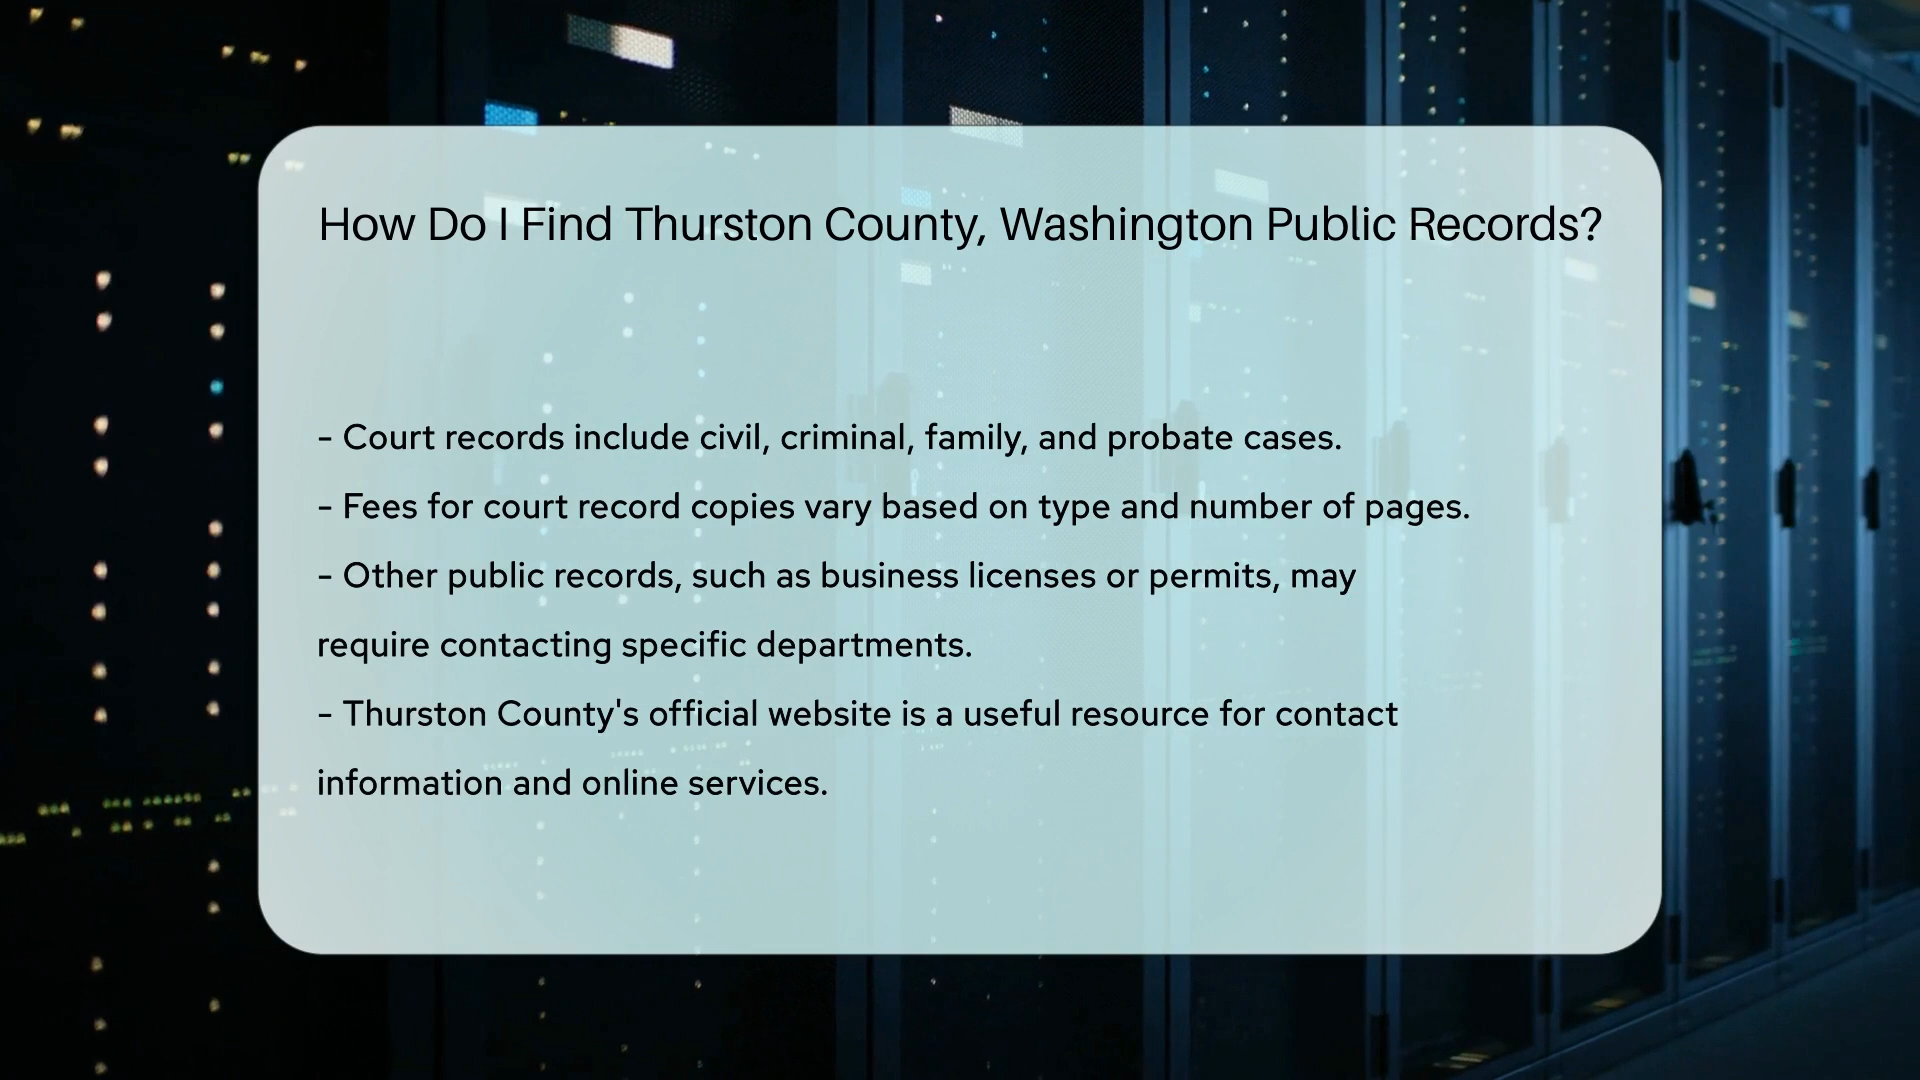 How Do I Find Thurston County, Washington Public Records?
- Court records include civil, criminal, family, and probate cases.
- Fees for court record copies vary based on type and number of pages.
- Other public records, such as business licenses or permits, may
require contacting specific departments.
- Thurston County's official website is a useful resource for contact
information and online services.